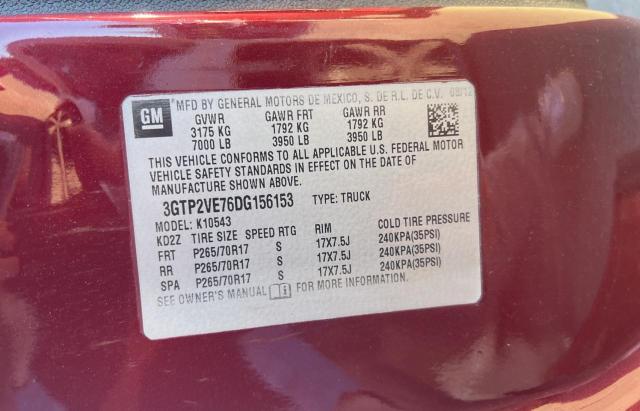 GM MFD BY GENERAL MOTORS DE MEXICO, S. DE R.L. DE C.V. 08/12
GVWR GAWR FRT GAWR RR
3175 KG 1792 KG 1792 KG
7000 LB 3950 LB 3950 LB
THIS VEHICLE CONFORMS TO ALL APPLICABLE U.S. FEDERAL MOTOR
VEHICLE SAFETY STANDARDS IN EFFECT ON THE DATE OF
MANUFACTURE SHOWN ABOVE.
3GTP2VE76DG156153 TYPE: TRUCK
MODEL: K10543
KD2Z TIRE SIZE SPEED RTG RIM COLD TIRE PRESSURE
FRT P265/70R17 S 17X7.5J 240KPA(35PSI)
RR P265/70R17 S 17X7.5J 240KPA(35PSI)
SPA P265/70R17 S 17X7.5J 240KPA(35PSI)
SEE OWNER'S MANUAL FOR MORE INFORMATION.